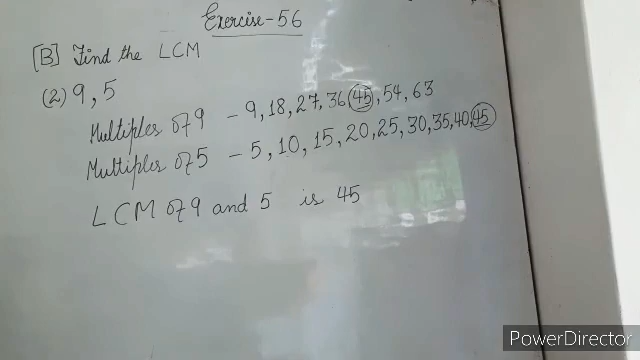 Exercise-56
[B] Find the LCM
(2) 9, 5
Multiples of 9 - 9, 18, 27, 36 45, 54, 63
Multiples of 5 - 5, 10, 15, 20, 25, 30, 35, 40, 45
LCM of 9 and 5 is 45
PowerDirector